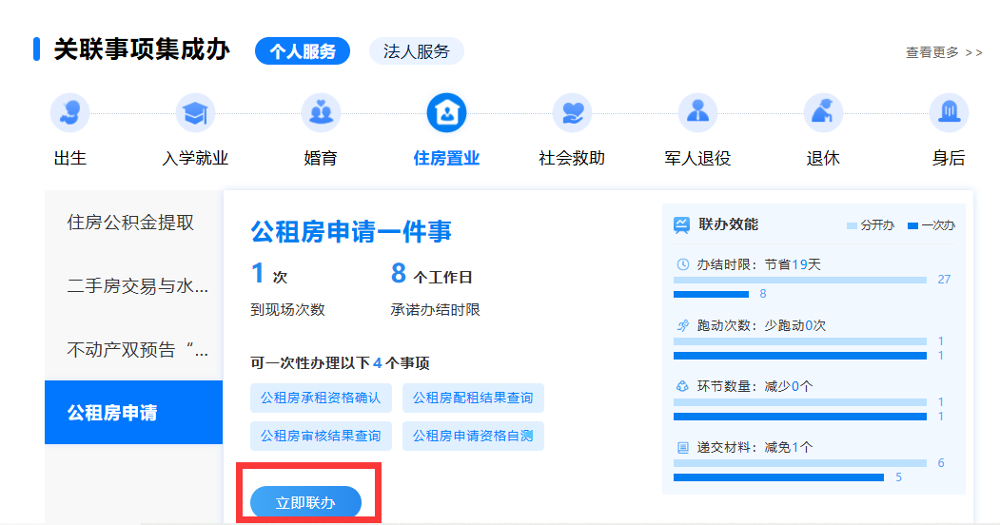 关联事项集成办 个人服务 法人服务 查看更多 >>
出生 入学就业 婚育 住房置业 社会救助 军人退役 退休 身后
住房公积金提取
二手房交易与水...
不动产双预告“...
公租房申请
公租房申请一件事
1 次 8 个工作日
到现场次数 承诺办结时限
可一次性办理以下4个事项
公租房承租资格确认 公租房配租结果查询
公租房审核结果查询 公租房申请资格自测
立即联办
联办效能 分开办 一次办
办结时限：节省19天
27
8
跑动次数：少跑动0次
1
1
环节数量：减少0个
1
1
递交材料：减免1个
6
5